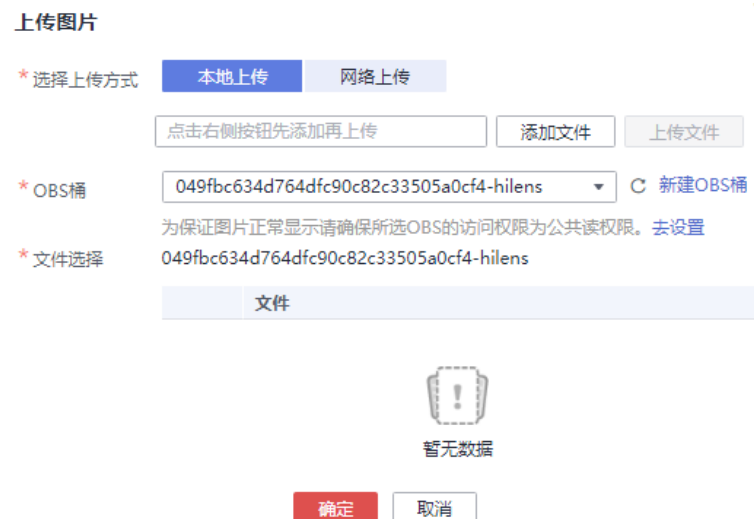 上传图片
* 选择上传方式 本地上传 网络上传
点击右侧按钮先添加再上传 添加文件 上传文件
* OBS桶 049fbc634d764dfc90c82c33505a0cf4-hilens 新建OBS桶
为保证图片正常显示请确保所选OBS的访问权限为公共读权限。去设置
* 文件选择 049fbc634d764dfc90c82c33505a0cf4-hilens
文件
暂无数据
确定 取消